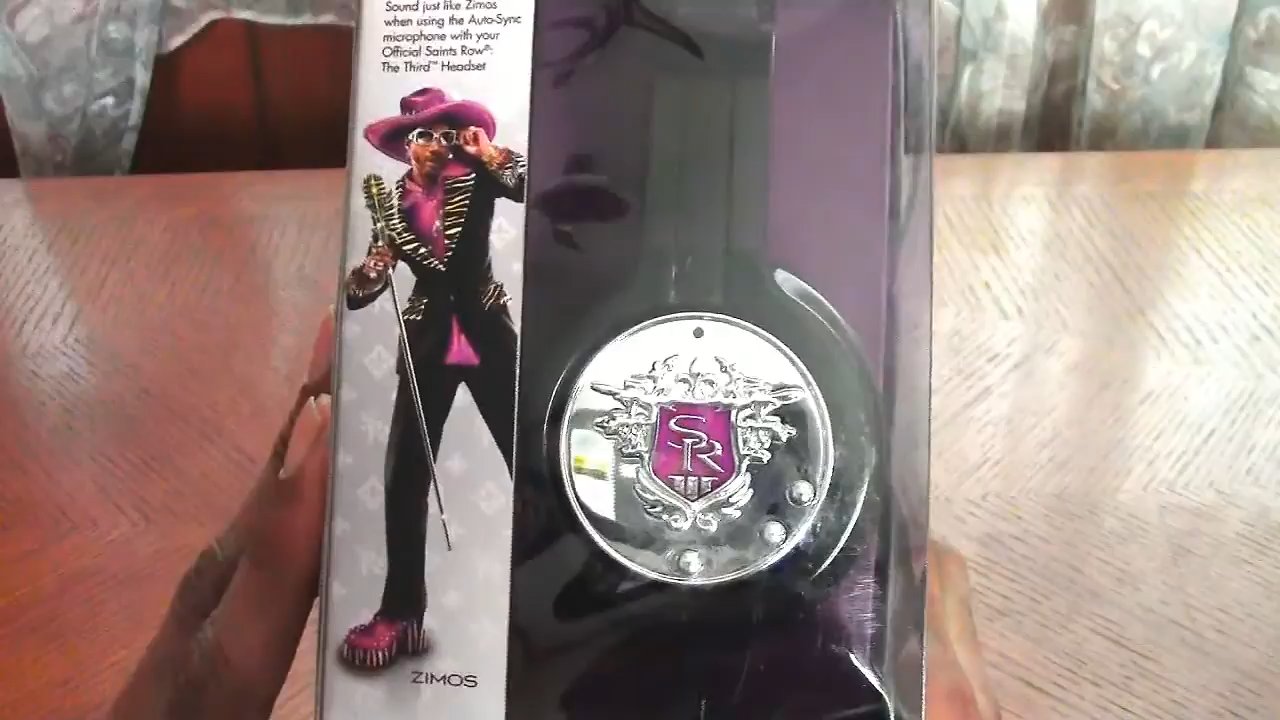 Sound just like Zimos
when using the Auto-Sync
microphone with your
Official Saints Row®:
The Third™ Headset
SR
III
ZIMOS